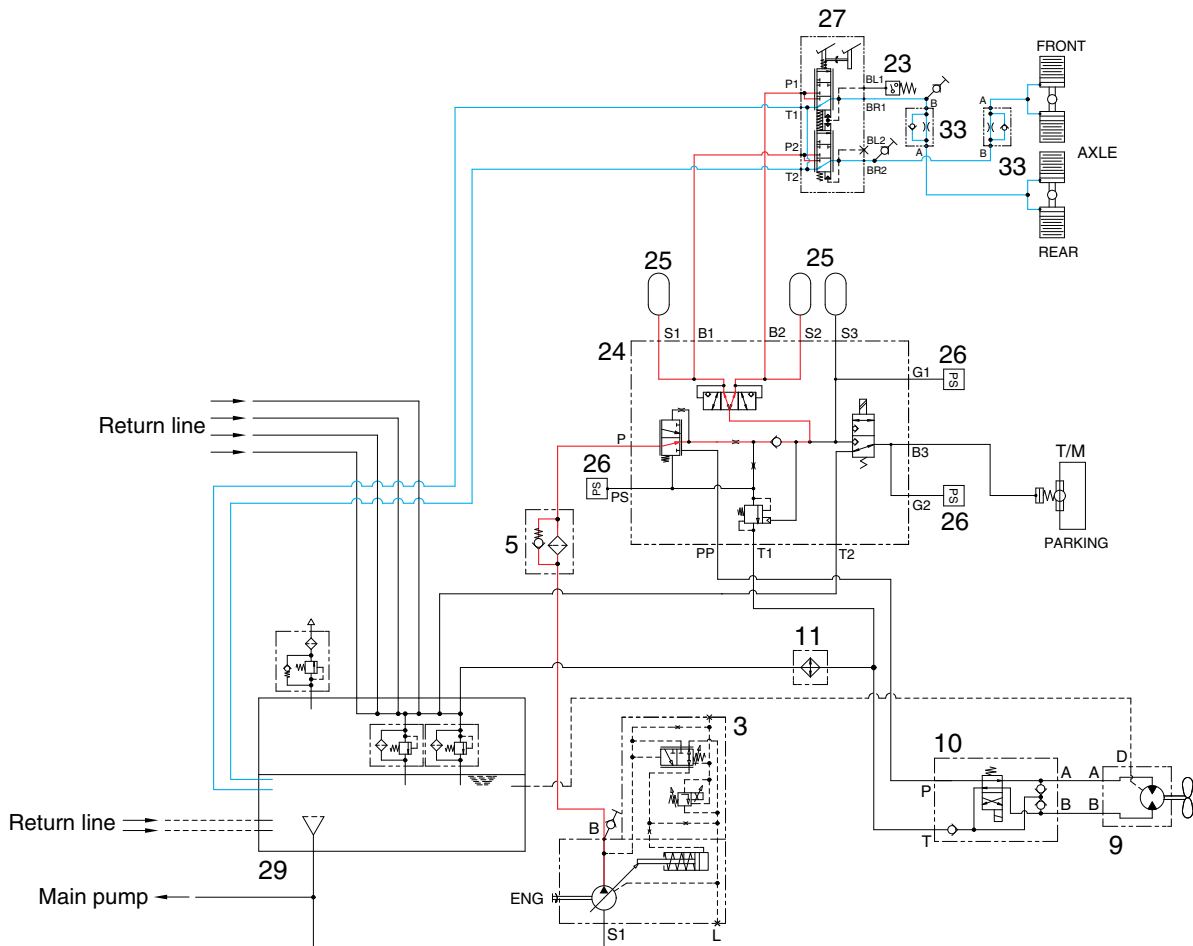 27
FRONT
23
P1
BL1
A
B
T1
BR1
33
P2
BL2
AXLE
A
B
33
T2
BR2
REAR
25
25
S1
B1
B2
S2
S3
24
26
G1
PS
Return line
P
B3
T/M
26
PS
PS
PS
G2
26
5
PARKING
PP
T1
T2
11
3
10
D
P
A
A
B
Return line
B
B
T
9
29
Main pump
ENG
S1
L